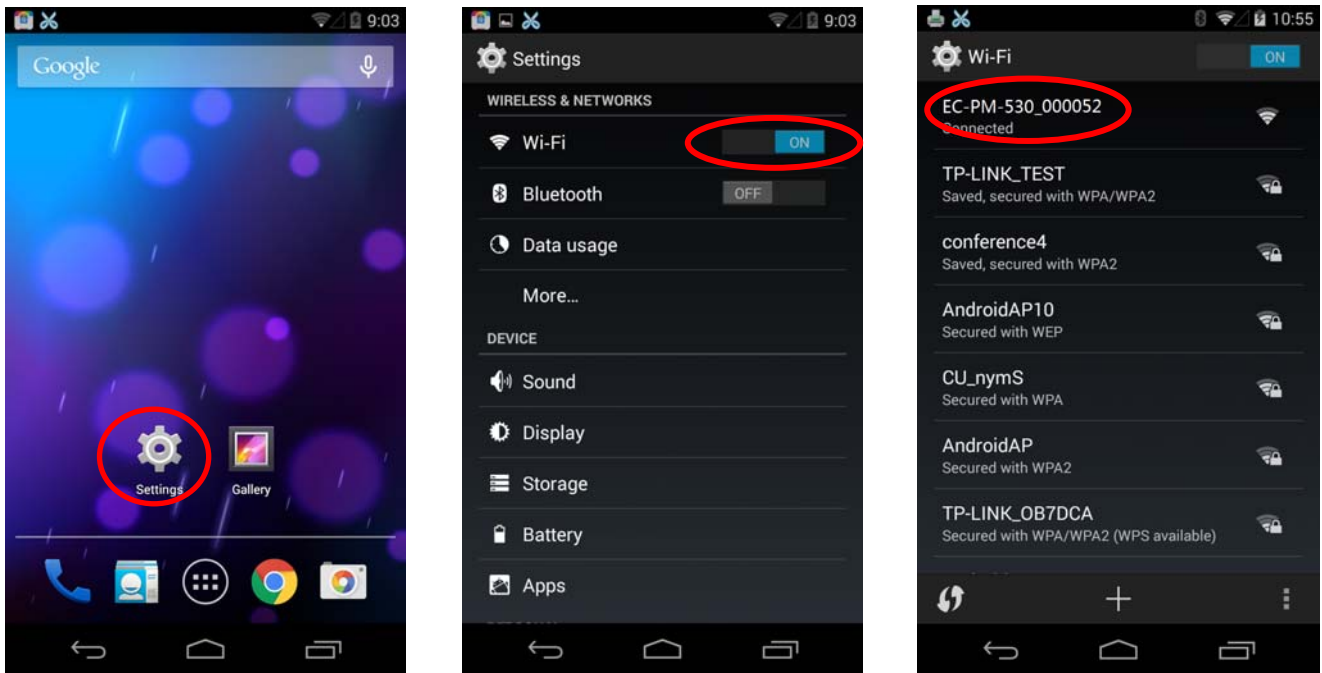 9:03
Google
Settings
Gallery
9:03
Settings
WIRELESS & NETWORKS
Wi-Fi
ON
Bluetooth
OFF
Data usage
More...
DEVICE
Sound
Display
Storage
Battery
Apps
10:55
Wi-Fi
ON
EC-PM-530_000052
Connected
TP-LINK_TEST
Saved, secured with WPA/WPA2
conference4
Saved, secured with WPA2
AndroidAP10
Secured with WEP
CU_nymS
Secured with WPA
AndroidAP
Secured with WPA2
TP-LINK_0B7DCA
Secured with WPA/WPA2 (WPS available)